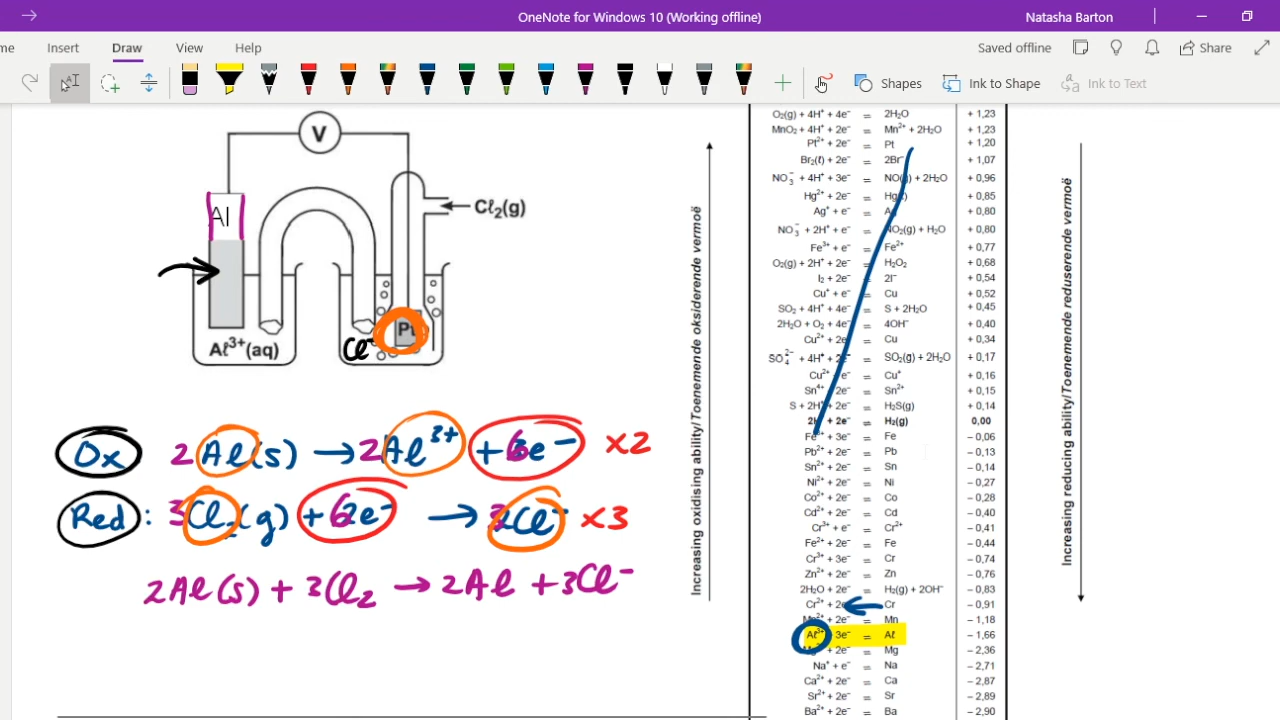 OneNote for Windows 10 (Working offline)
Natasha Barton
me Insert Draw View Help
Saved offline Share
Shapes Ink to Shape Ink to Text
V
Al
Cℓ₂(g)
Pt
Cl⁻
Aℓ³⁺(aq)
Ox 2Al(s) → 2Al³⁺ + 6e⁻ x2
Red: 3Cl₂(g) + 6e⁻ → Cl⁻ x3
2Al(s) + 3Cl₂ → 2Al + 3Cl⁻
Increasing oxidising ability/Toenemende oksiderende vermoë
O₂(g) + 4H⁺ + 4e⁻ ⇌ 2H₂O + 1,23
MnO₂ + 4H⁺ + 2e⁻ ⇌ Mn²⁺ + 2H₂O + 1,23
Pt²⁺ + 2e⁻ ⇌ Pt + 1,20
Br₂(ℓ) + 2e⁻ ⇌ 2Br⁻ + 1,07
NO₃⁻ + 4H⁺ + 3e⁻ ⇌ NO(g) + 2H₂O + 0,96
Hg²⁺ + 2e⁻ ⇌ Hg(ℓ) + 0,85
Ag⁺ + e⁻ ⇌ Ag + 0,80
NO₃⁻ + 2H⁺ + e⁻ ⇌ NO₂(g) + H₂O + 0,80
Fe³⁺ + e⁻ ⇌ Fe²⁺ + 0,77
O₂(g) + 2H⁺ + 2e⁻ ⇌ H₂O₂ + 0,68
I₂ + 2e⁻ ⇌ 2I⁻ + 0,54
Cu⁺ + e⁻ ⇌ Cu + 0,52
SO₂ + 4H⁺ + 4e⁻ ⇌ S + 2H₂O + 0,45
2H₂O + O₂ + 4e⁻ ⇌ 4OH⁻ + 0,40
Cu²⁺ + 2e⁻ ⇌ Cu + 0,34
SO₄²⁻ + 4H⁺ + 2e⁻ ⇌ SO₂(g) + 2H₂O + 0,17
Cu²⁺ + e⁻ ⇌ Cu⁺ + 0,16
Sn⁴⁺ + 2e⁻ ⇌ Sn²⁺ + 0,15
S + 2H⁺ + 2e⁻ ⇌ H₂S(g) + 0,14
2H⁺ + 2e⁻ ⇌ H₂(g) 0,00
Fe³⁺ + 3e⁻ ⇌ Fe − 0,06
Pb²⁺ + 2e⁻ ⇌ Pb − 0,13
Sn²⁺ + 2e⁻ ⇌ Sn − 0,14
Ni²⁺ + 2e⁻ ⇌ Ni − 0,27
Co²⁺ + 2e⁻ ⇌ Co − 0,28
Cd²⁺ + 2e⁻ ⇌ Cd − 0,40
Cr³⁺ + e⁻ ⇌ Cr²⁺ − 0,41
Fe²⁺ + 2e⁻ ⇌ Fe − 0,44
Cr³⁺ + 3e⁻ ⇌ Cr − 0,74
Zn²⁺ + 2e⁻ ⇌ Zn − 0,76
2H₂O + 2e⁻ ⇌ H₂(g) + 2OH⁻ − 0,83
Cr²⁺ + 2e⁻ ⇌ Cr − 0,91
Mn²⁺ + 2e⁻ ⇌ Mn − 1,18
Aℓ³⁺ + 3e⁻ ⇌ Aℓ − 1,66
Mg²⁺ + 2e⁻ ⇌ Mg − 2,36
Na⁺ + e⁻ ⇌ Na − 2,71
Ca²⁺ + 2e⁻ ⇌ Ca − 2,87
Sr²⁺ + 2e⁻ ⇌ Sr − 2,89
Ba²⁺ + 2e⁻ ⇌ Ba − 2,90
Increasing reducing ability/Toenemende reduserende vermoë